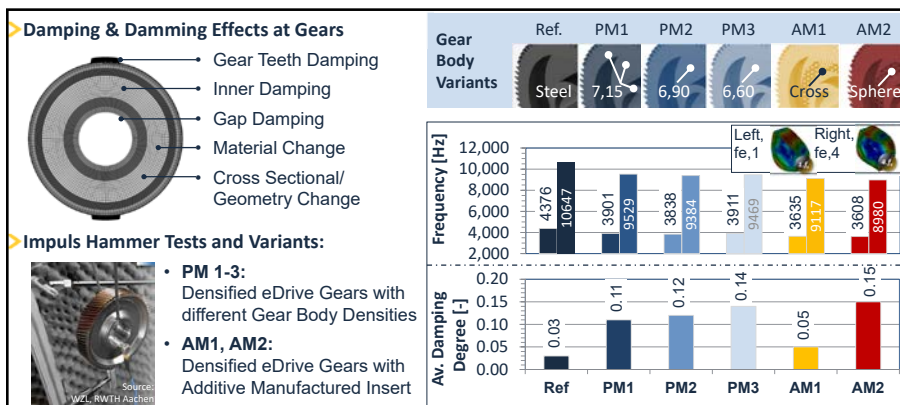 Damping & Damming Effects at Gears
Gear Teeth Damping
Inner Damping
Gap Damping
Material Change
Cross Sectional/
Geometry Change
Impuls Hammer Tests and Variants:
• PM 1-3:
Densified eDrive Gears with
different Gear Body Densities
• AM1, AM2:
Densified eDrive Gears with
Additive Manufactured Insert
Source:
WZL, RWTH Aachen
Gear
Body
Variants
Ref. PM1 PM2 PM3 AM1 AM2
Steel 7,15 6,90 6,60 Cross Sphere
Left,
fe,1
Right,
fe,4
Frequency [Hz]
12,000
10,000
8,000
6,000
4,000
2,000
4376 10647 3901 9529 3838 9384 3911 9469 3635 9117 3608 8980
Av. Damping
Degree [-]
0.20
0.15
0.10
0.05
0.00
0.03 0.11 0.12 0.14 0.05 0.15
Ref PM1 PM2 PM3 AM1 AM2